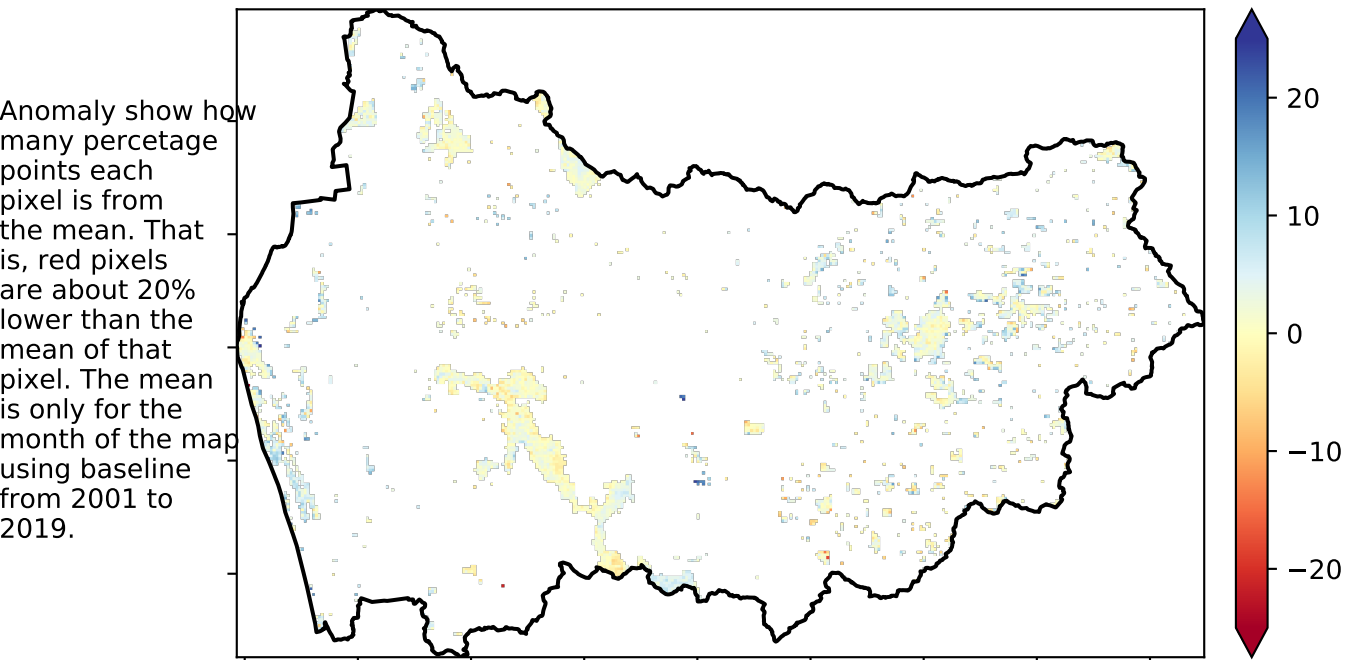 Anomaly show how
many percetage
points each
pixel is from
the mean. That
is, red pixels
are about 20%
lower than the
mean of that
pixel. The mean
is only for the
month of the map
using baseline
from 2001 to
2019.
20
10
0
−10
−20